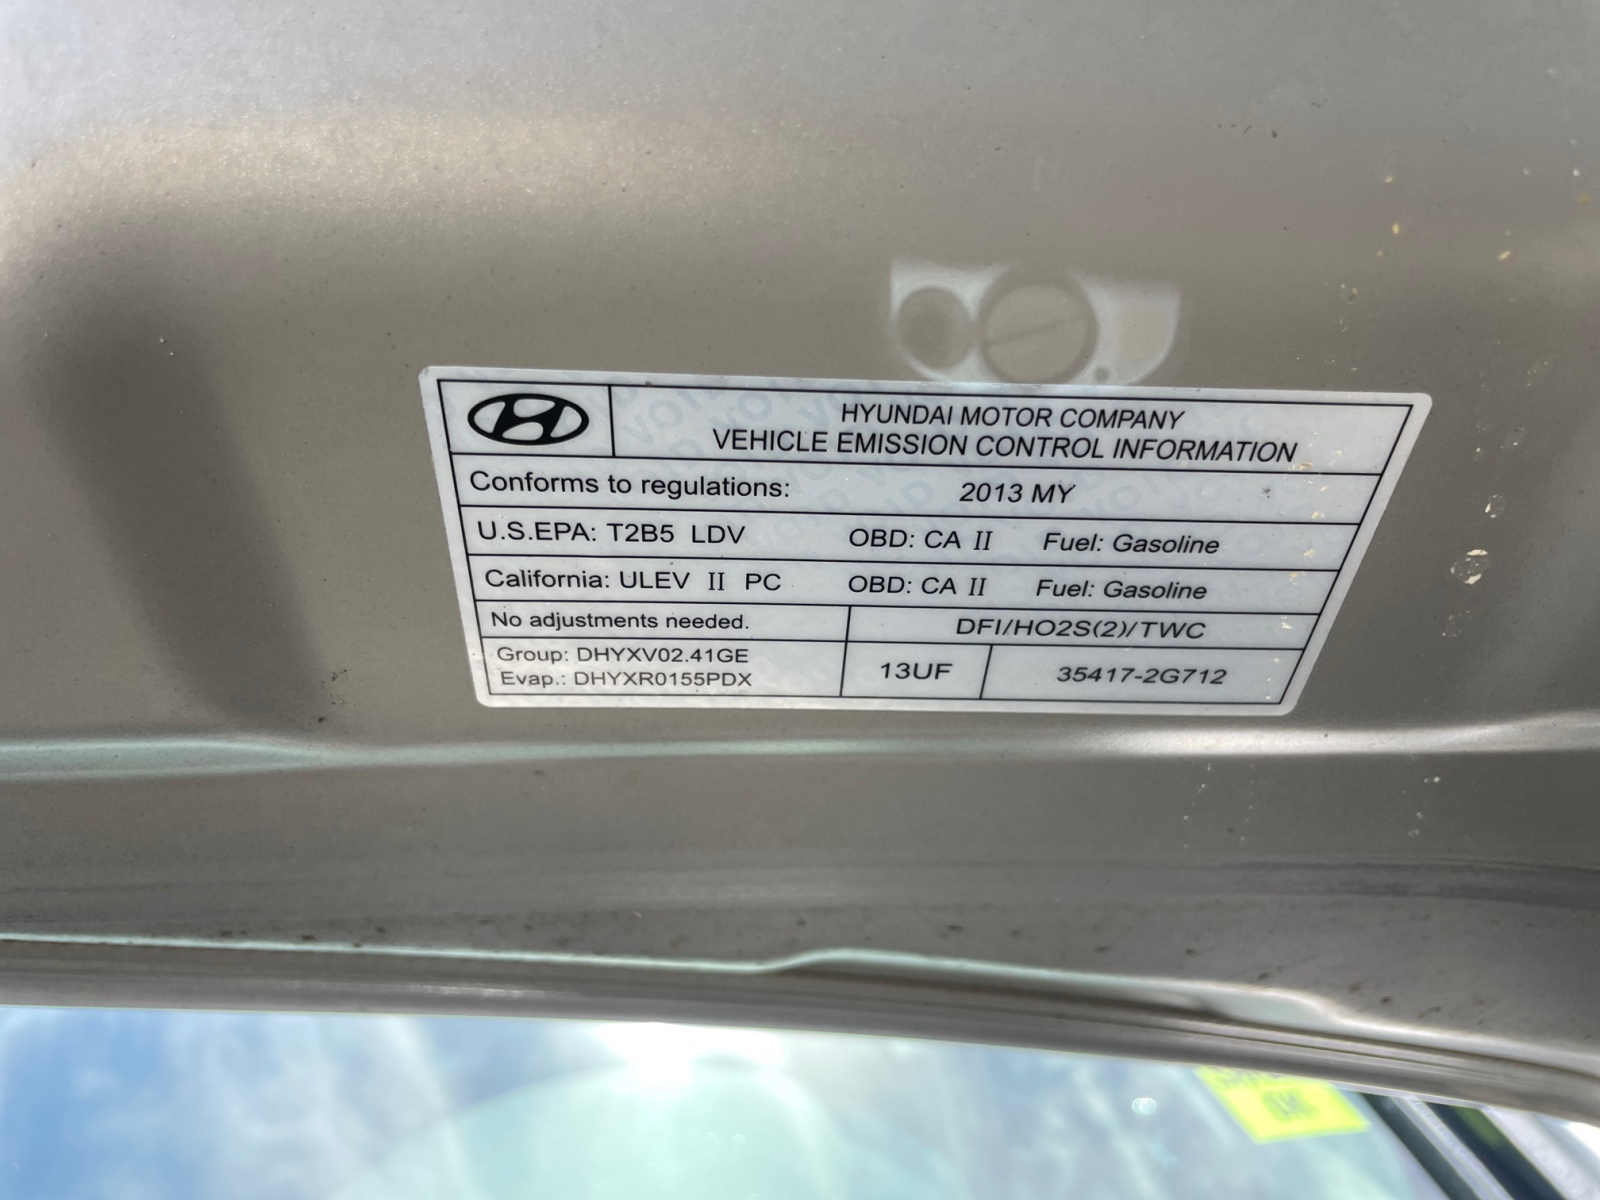 HYUNDAI MOTOR COMPANY
VEHICLE EMISSION CONTROL INFORMATION
Conforms to regulations: 2013 MY
U.S.EPA: T2B5 LDV OBD: CA II Fuel: Gasoline
California: ULEV II PC OBD: CA II Fuel: Gasoline
No adjustments needed. DFI/HO2S(2)/TWC
Group: DHYXV02.41GE
Evap.: DHYXR0155PDX
13UF 35417-2G712